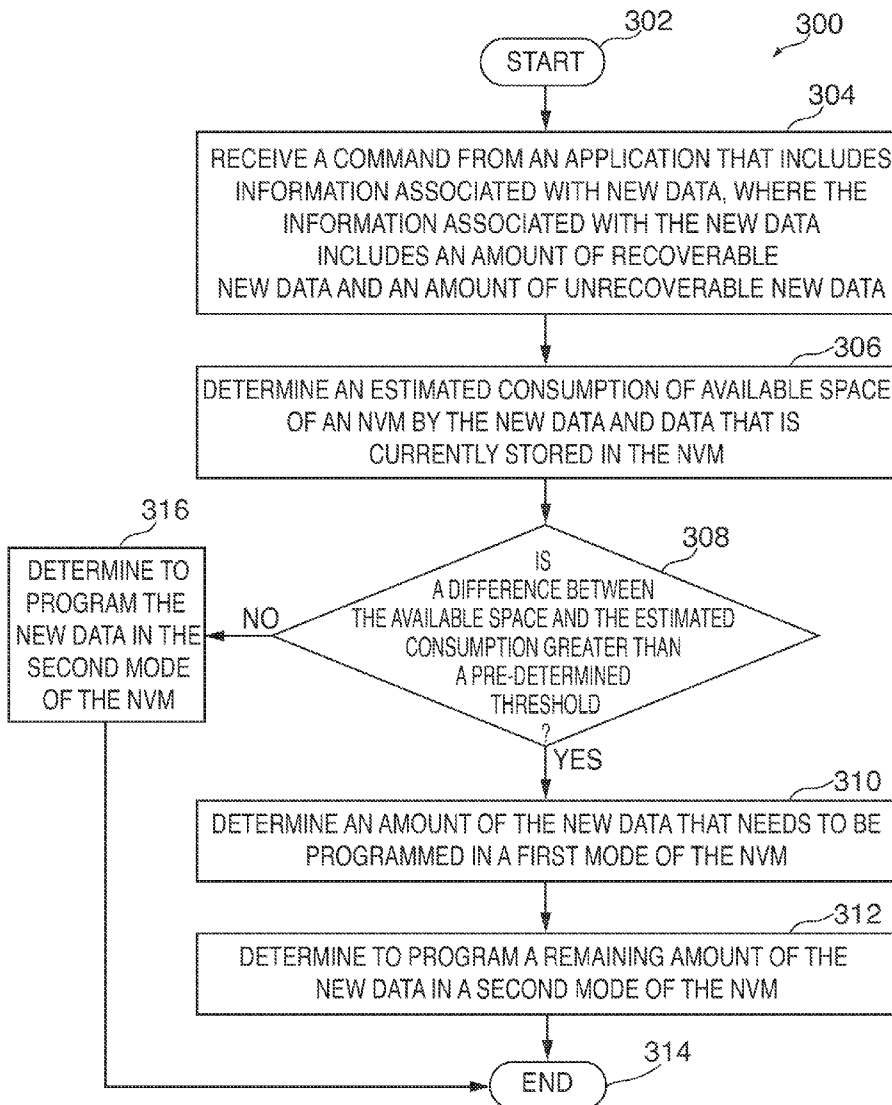 302
300
START
304
RECEIVE A COMMAND FROM AN APPLICATION THAT INCLUDES
INFORMATION ASSOCIATED WITH NEW DATA, WHERE THE
INFORMATION ASSOCIATED WITH THE NEW DATA
INCLUDES AN AMOUNT OF RECOVERABLE
NEW DATA AND AN AMOUNT OF UNRECOVERABLE NEW DATA
306
DETERMINE AN ESTIMATED CONSUMPTION OF AVAILABLE SPACE
OF AN NVM BY THE NEW DATA AND DATA THAT IS
CURRENTLY STORED IN THE NVM
316
DETERMINE TO
PROGRAM THE
NEW DATA IN THE
SECOND MODE
OF THE NVM
NO
308
IS
A DIFFERENCE BETWEEN
THE AVAILABLE SPACE AND THE ESTIMATED
CONSUMPTION GREATER THAN
A PRE-DETERMINED
THRESHOLD
?
YES
310
DETERMINE AN AMOUNT OF THE NEW DATA THAT NEEDS TO BE
PROGRAMMED IN A FIRST MODE OF THE NVM
312
DETERMINE TO PROGRAM A REMAINING AMOUNT OF THE
NEW DATA IN A SECOND MODE OF THE NVM
314
END